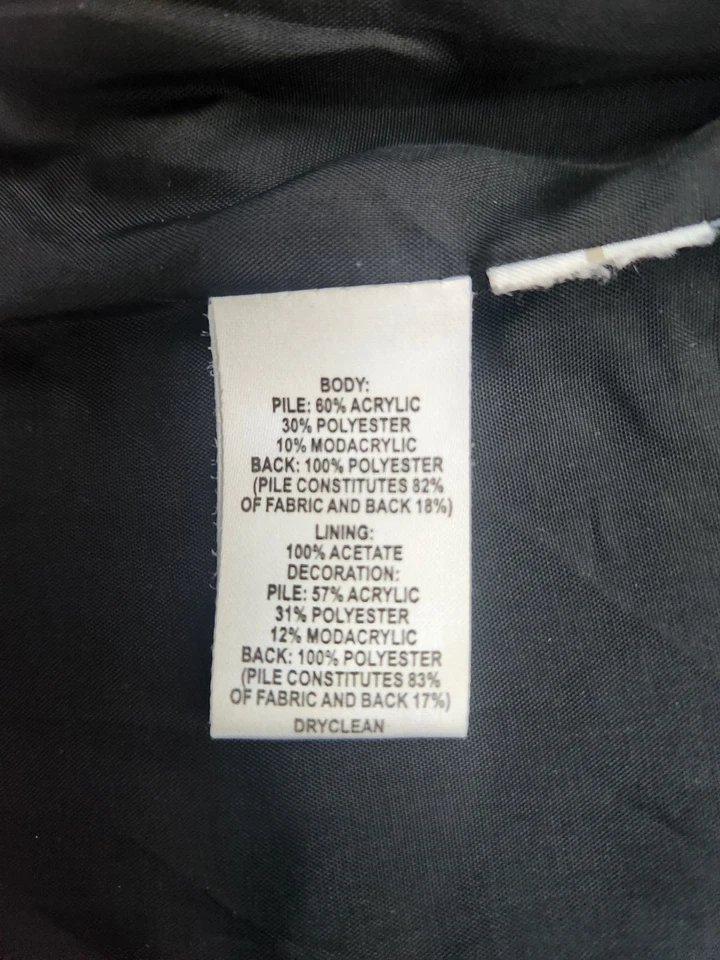 BODY:
PILE: 60% ACRYLIC
30% POLYESTER
10% MODACRYLIC
BACK: 100% POLYESTER
(PILE CONSTITUTES 82%
OF FABRIC AND BACK 18%)
LINING:
100% ACETATE
DECORATION:
PILE: 57% ACRYLIC
31% POLYESTER
12% MODACRYLIC
BACK: 100% POLYESTER
(PILE CONSTITUTES 83%
OF FABRIC AND BACK 17%)
DRYCLEAN